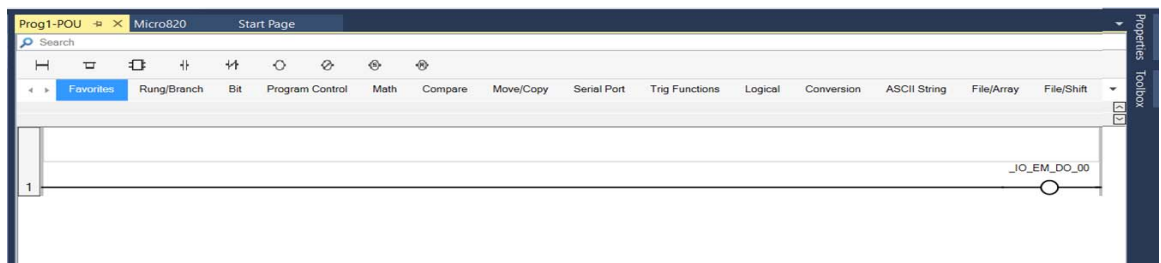 Prog1-POU Micro820 Start Page
Search
Favorites Rung/Branch Bit Program Control Math Compare Move/Copy Serial Port Trig Functions Logical Conversion ASCII String File/Array File/Shift
_IO_EM_DO_00
1
Properties
Toolbox